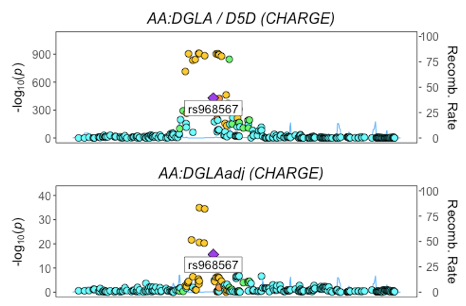 AA:DGLA / D5D (CHARGE)
-log₁₀(p)
900
600
300
0
rs968567
100
75
50
25
0
Recomb. Rate
AA:DGLAadj (CHARGE)
-log₁₀(p)
40
30
20
10
0
rs968567
100
75
50
25
0
Recomb. Rate